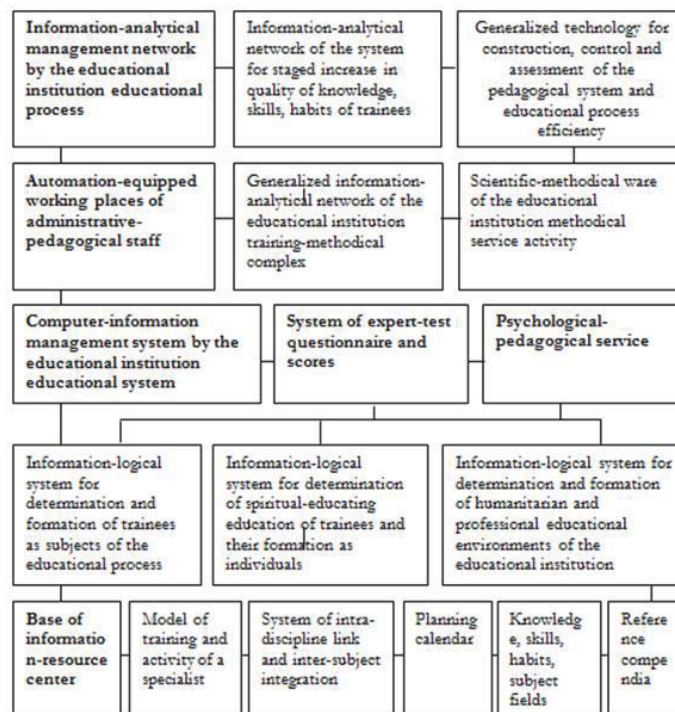 Information-analytical
management network
by the educational
institution educational
process
Information-analytical
network of the system
for staged increase in
quality of knowledge,
skills, habits of trainees
Generalized technology for
construction, control and
assessment of the
pedagogical system and
educational process
efficiency
Automation-equipped
working places of
administrative-
pedagogical staff
Generalized information-
analytical network of the
educational institution
training-methodical
complex
Scientific-methodical ware
of the educational
institution methodical
service activity
Computer-information
management system by the
educational institution
educational system
System of expert-test
questionnaire and
scores
Psychological-
pedagogical service
Information-logical
system for
determination and
formation of trainees
as subjects of the
educational process
Information-logical
system for determination
of spiritual-educating
education of trainees and
their formation as
individuals
Information-logical system for
determination and formation
of humanitarian and
professional educational
environments of the
educational institution
Base of
informatio
n-resource
center
Model of
training and
activity of a
specialist
System of intra-
discipline link
and inter-subject
integration
Planning
calendar
Knowledg
e, skills,
habits,
subject
fields
Refere
nce
compe
ndia